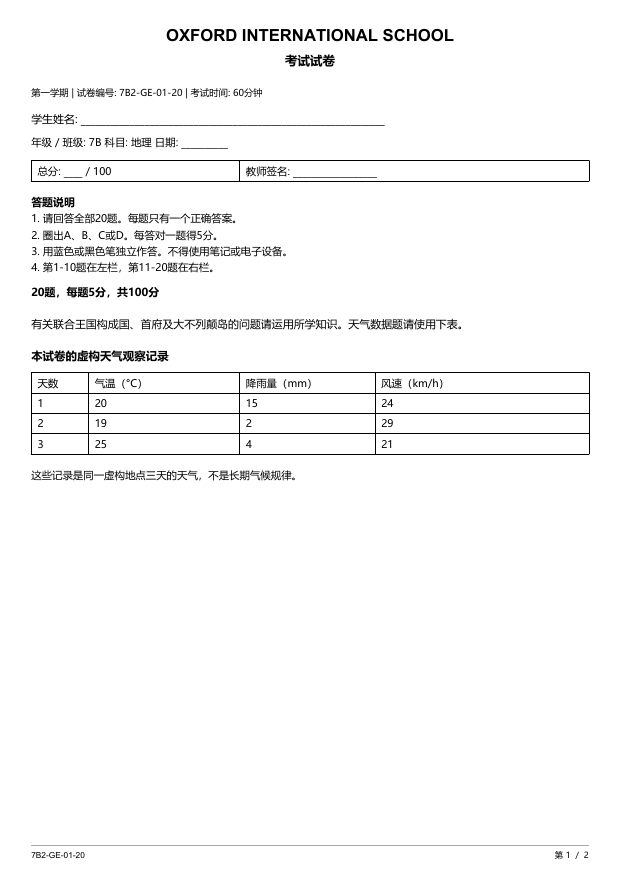 OXFORD INTERNATIONAL SCHOOL
考试试卷
第一学期 | 试卷编号: 7B2-GE-01-20 | 考试时间: 60分钟
学生姓名: ______________________________________________________
年级 / 班级: 7B 科目: 地理 日期: _________
总分: ____ / 100 教师签名: _________________
答题说明
1. 请回答全部20题。每题只有一个正确答案。
2. 圈出A、B、C或D。每答对一题得5分。
3. 用蓝色或黑色笔独立作答。不得使用笔记或电子设备。
4. 第1-10题在左栏，第11-20题在右栏。
20题，每题5分，共100分
有关联合王国构成国、首府及大不列颠岛的问题请运用所学知识。天气数据题请使用下表。
本试卷的虚构天气观察记录
天数 气温（°C） 降雨量（mm） 风速（km/h）
1 20 15 24
2 19 2 29
3 25 4 21
这些记录是同一虚构地点三天的天气，不是长期气候规律。
7B2-GE-01-20 第 1 / 2